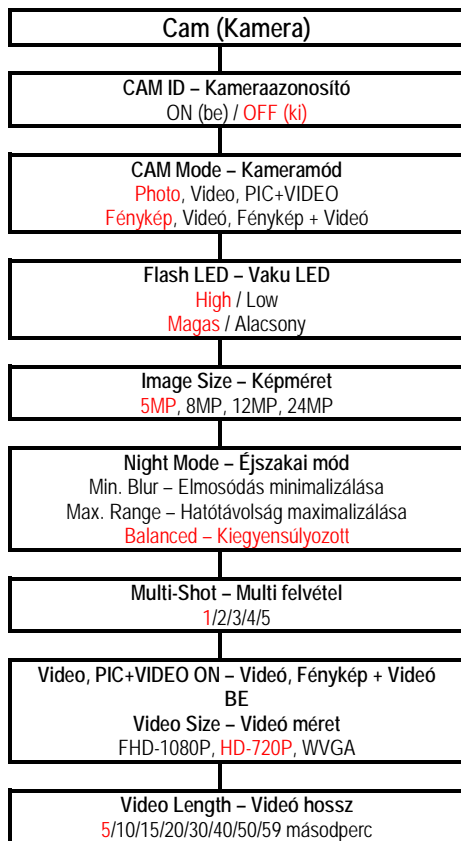 Cam (Kamera)
CAM ID – Kameraazonosító
ON (be) / OFF (ki)
CAM Mode – Kameramód
Photo, Video, PIC+VIDEO
Fénykép, Videó, Fénykép + Videó
Flash LED – Vaku LED
High / Low
Magas / Alacsony
Image Size – Képméret
5MP, 8MP, 12MP, 24MP
Night Mode – Éjszakai mód
Min. Blur – Elmosódás minimalizálása
Max. Range – Hatótávolság maximalizálása
Balanced – Kiegyensúlyozott
Multi-Shot – Multi felvétel
1/2/3/4/5
Video, PIC+VIDEO ON – Videó, Fénykép + Videó
BE
Video Size – Videó méret
FHD-1080P, HD-720P, WVGA
Video Length – Videó hossz
5/10/15/20/30/40/50/59 másodperc